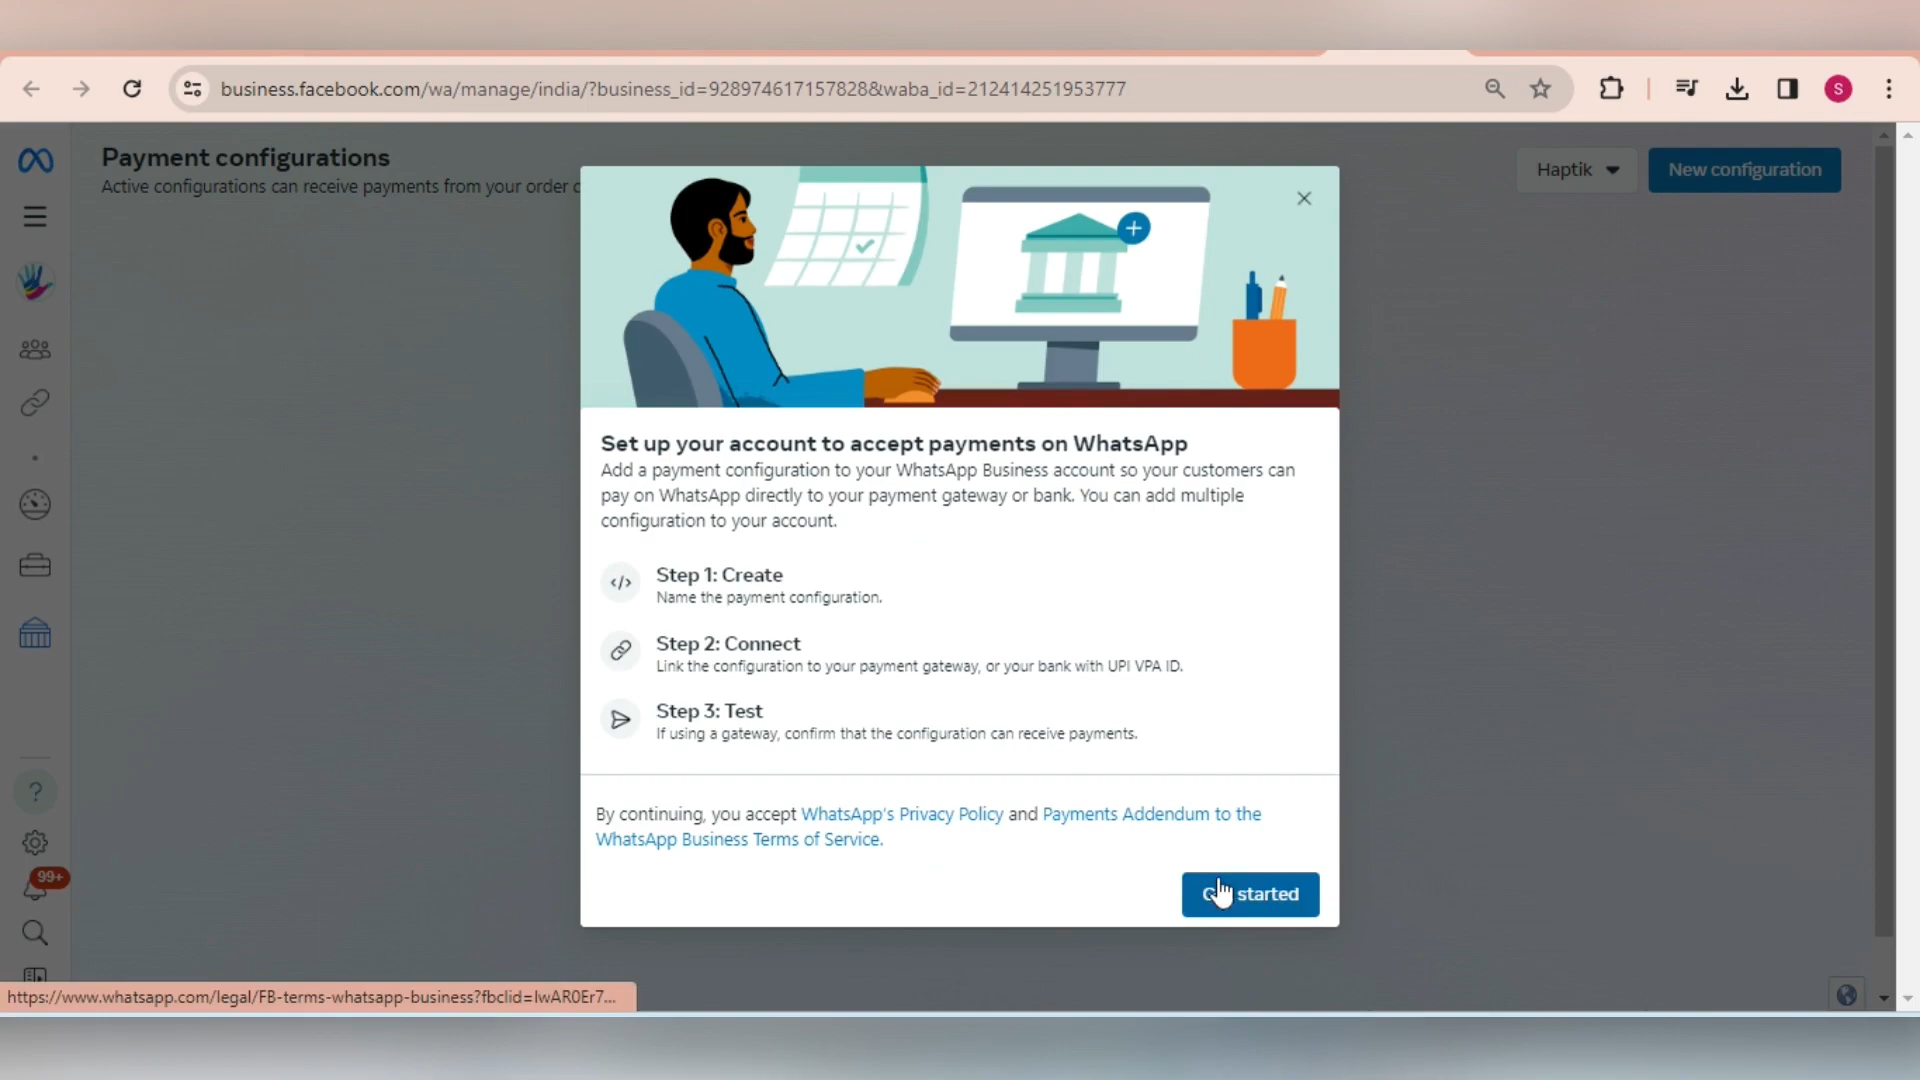 business.facebook.com/wa/manage/india/?business_id=928974617157828&waba_id=212414251953777
S
Payment configurations
Active configurations can receive payments from your order
Haptik
New configuration
Set up your account to accept payments on WhatsApp
Add a payment configuration to your WhatsApp Business account so your customers can
pay on WhatsApp directly to your payment gateway or bank. You can add multiple
configuration to your account.
Step 1: Create
Name the payment configuration.
Step 2: Connect
Link the configuration to your payment gateway, or your bank with UPI VPA ID.
Step 3: Test
If using a gateway, confirm that the configuration can receive payments.
By continuing, you accept WhatsApp's Privacy Policy and Payments Addendum to the
WhatsApp Business Terms of Service.
started
99+
https://www.whatsapp.com/legal/FB-terms-whatsapp-business?fbclid=IwAR0Er7...